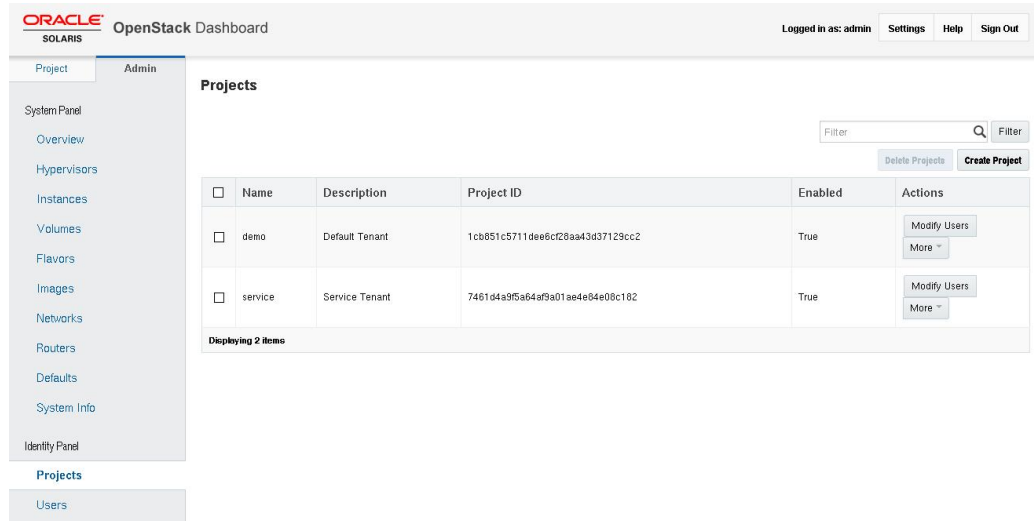 ORACLE
SOLARIS
OpenStack Dashboard
Logged in as: admin Settings Help Sign Out
Project Admin
Projects
System Panel
Overview
Hypervisors
Instances
Volumes
Flavors
Images
Networks
Routers
Defaults
System Info
Identity Panel
Projects
Users
Filter Filter
Delete Projects Create Project
Name Description Project ID Enabled Actions
demo Default Tenant 1cb851c5711dee6cf28aa43d37129cc2 True Modify Users
More
service Service Tenant 7461d4a9f5a64af9a01ae4e84e08c182 True Modify Users
More
Displaying 2 items